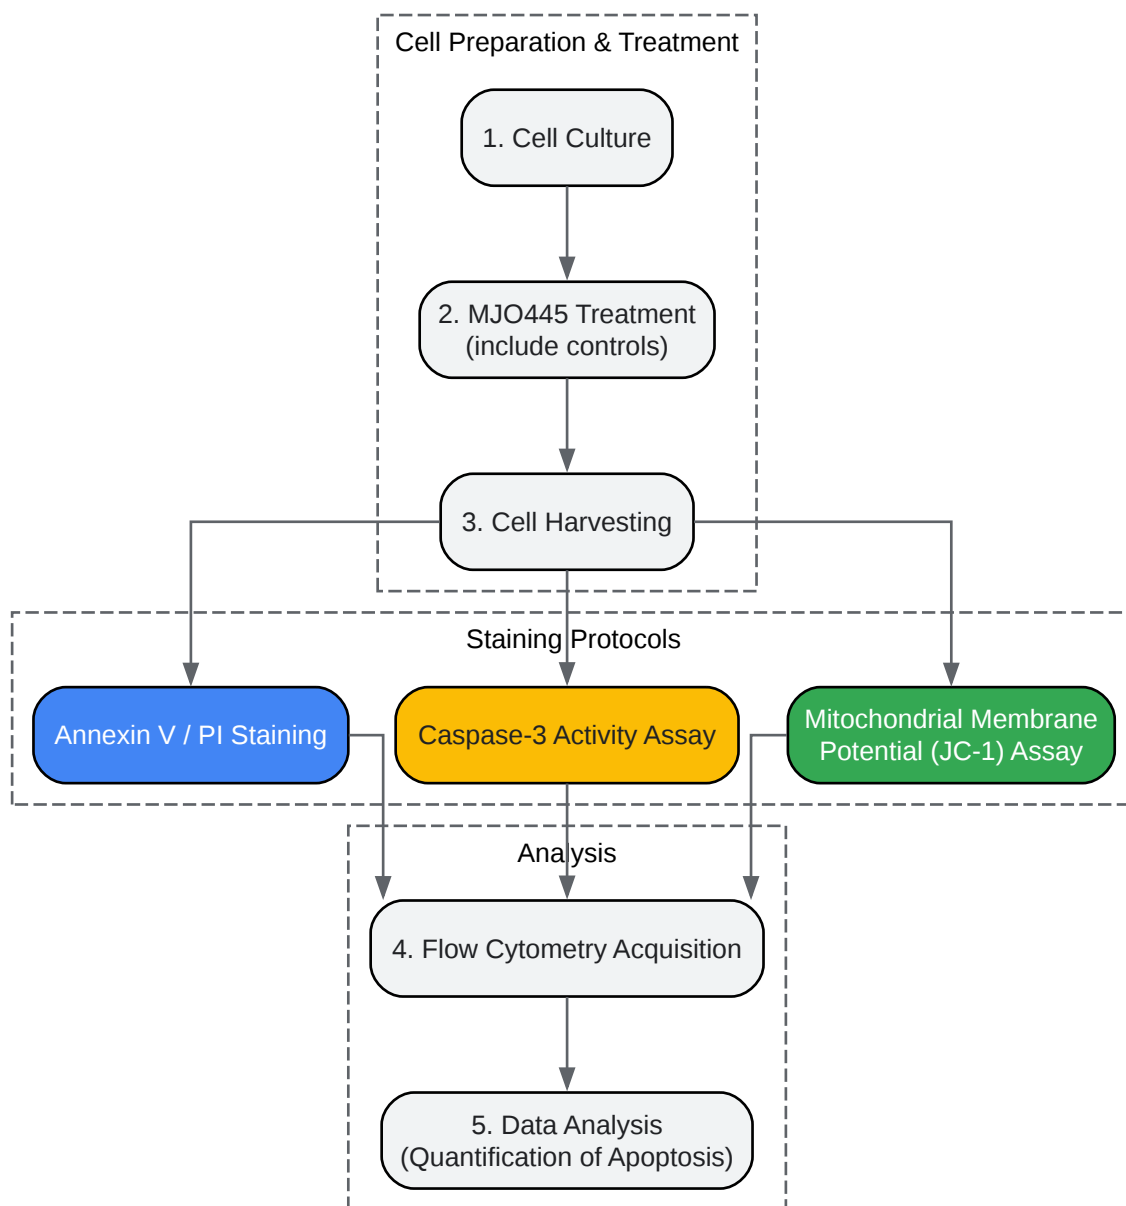 Cell Preparation & Treatment
1. Cell Culture
2. MJO445 Treatment
(include controls)
3. Cell Harvesting
Staining Protocols
Annexin V / PI Staining
Caspase-3 Activity Assay
Mitochondrial Membrane
Potential (JC-1) Assay
Analysis
4. Flow Cytometry Acquisition
5. Data Analysis
(Quantification of Apoptosis)